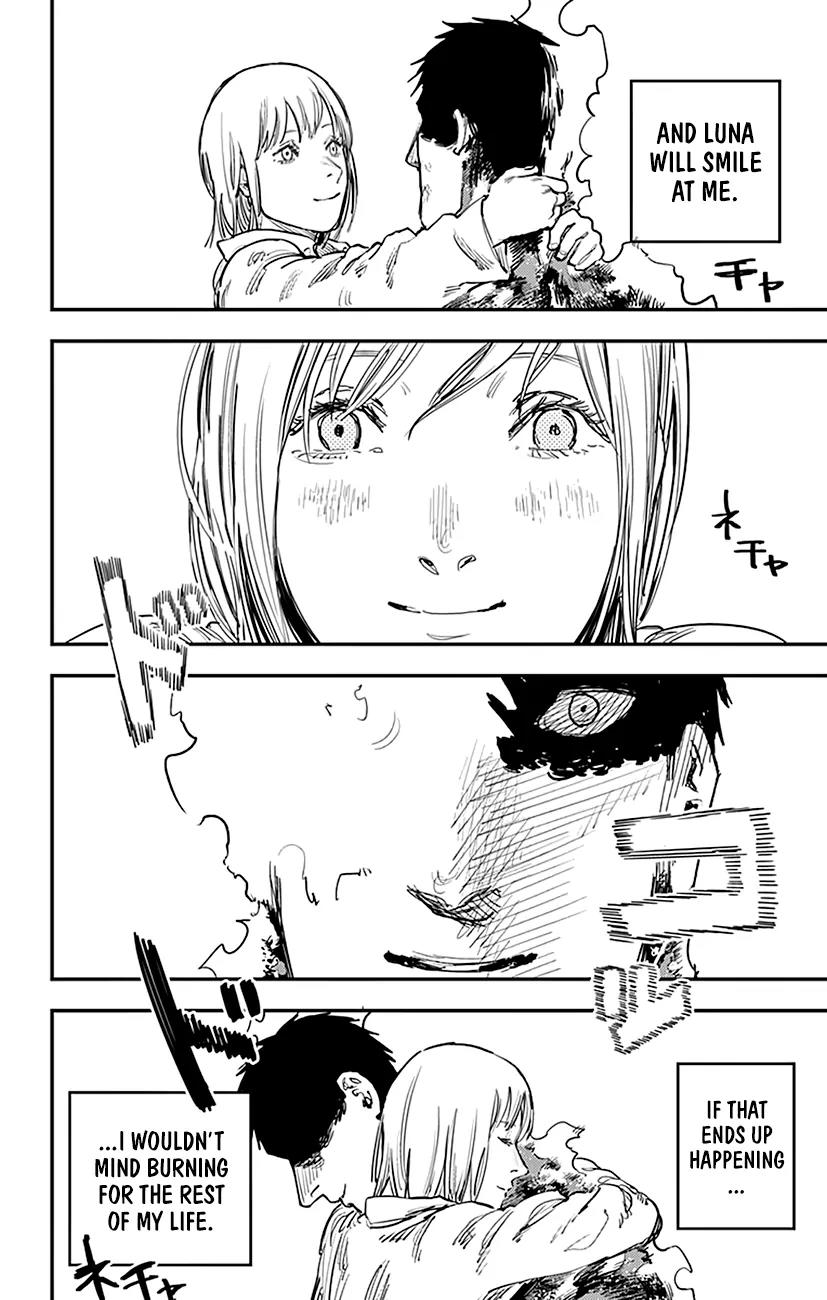 AND LUNA
WILL SMILE
AT ME.
チャ
ネチャ
ド
ゴ
IF THAT
ENDS UP
HAPPENING
...
...I WOULDN'T
MIND BURNING
FOR THE REST
OF MY LIFE.
ネチャ